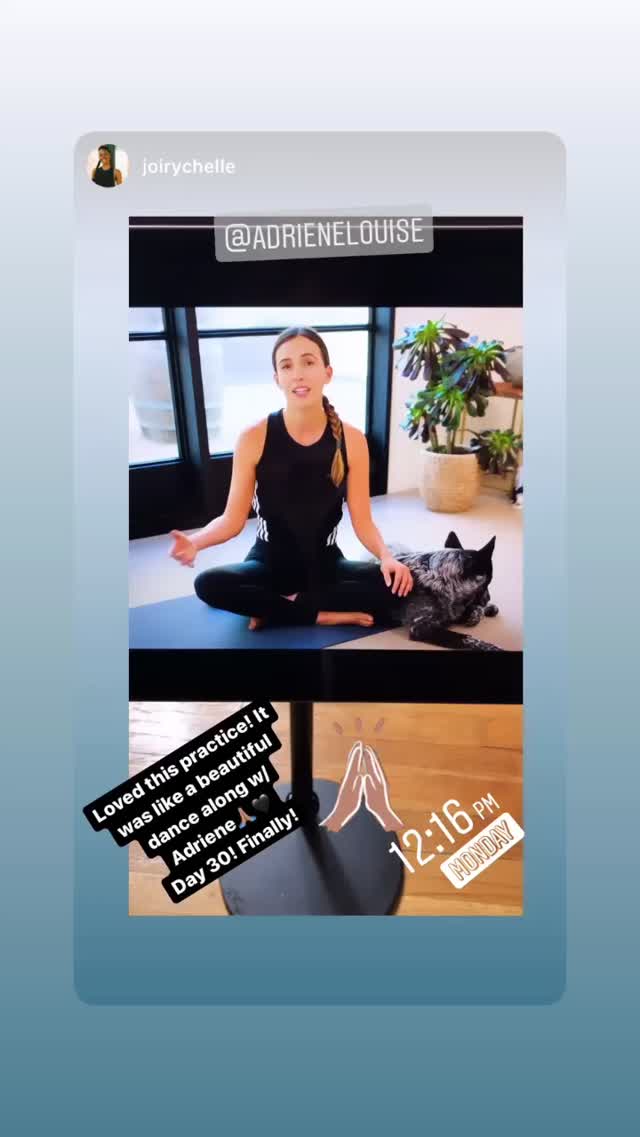 joirychelle
@ADRIENELOUISE
Loved this practice! It
was like a beautiful
dance along w/
Adriene🙏🏼🖤
Day 30! Finally!
12:16 PM
MONDAY